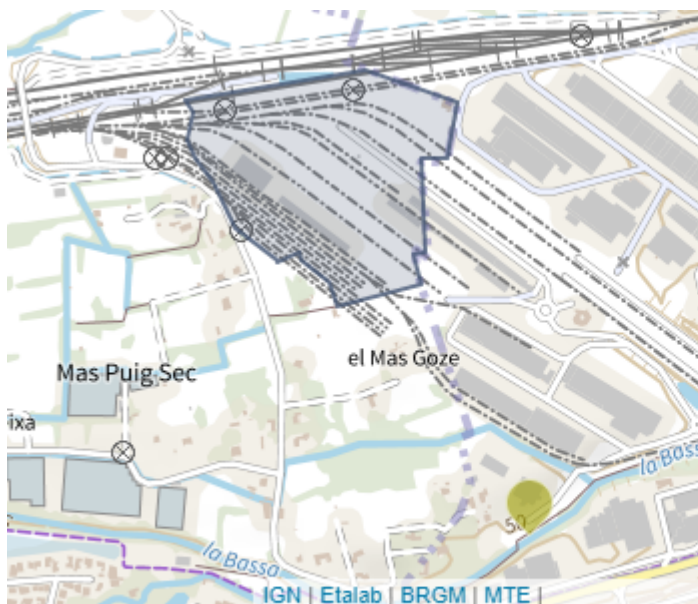 el Mas Goze
Mas Puig Sec
ixa
la Bassa
50
la Bassa
IGN | Etalab | BRGM | MTE |